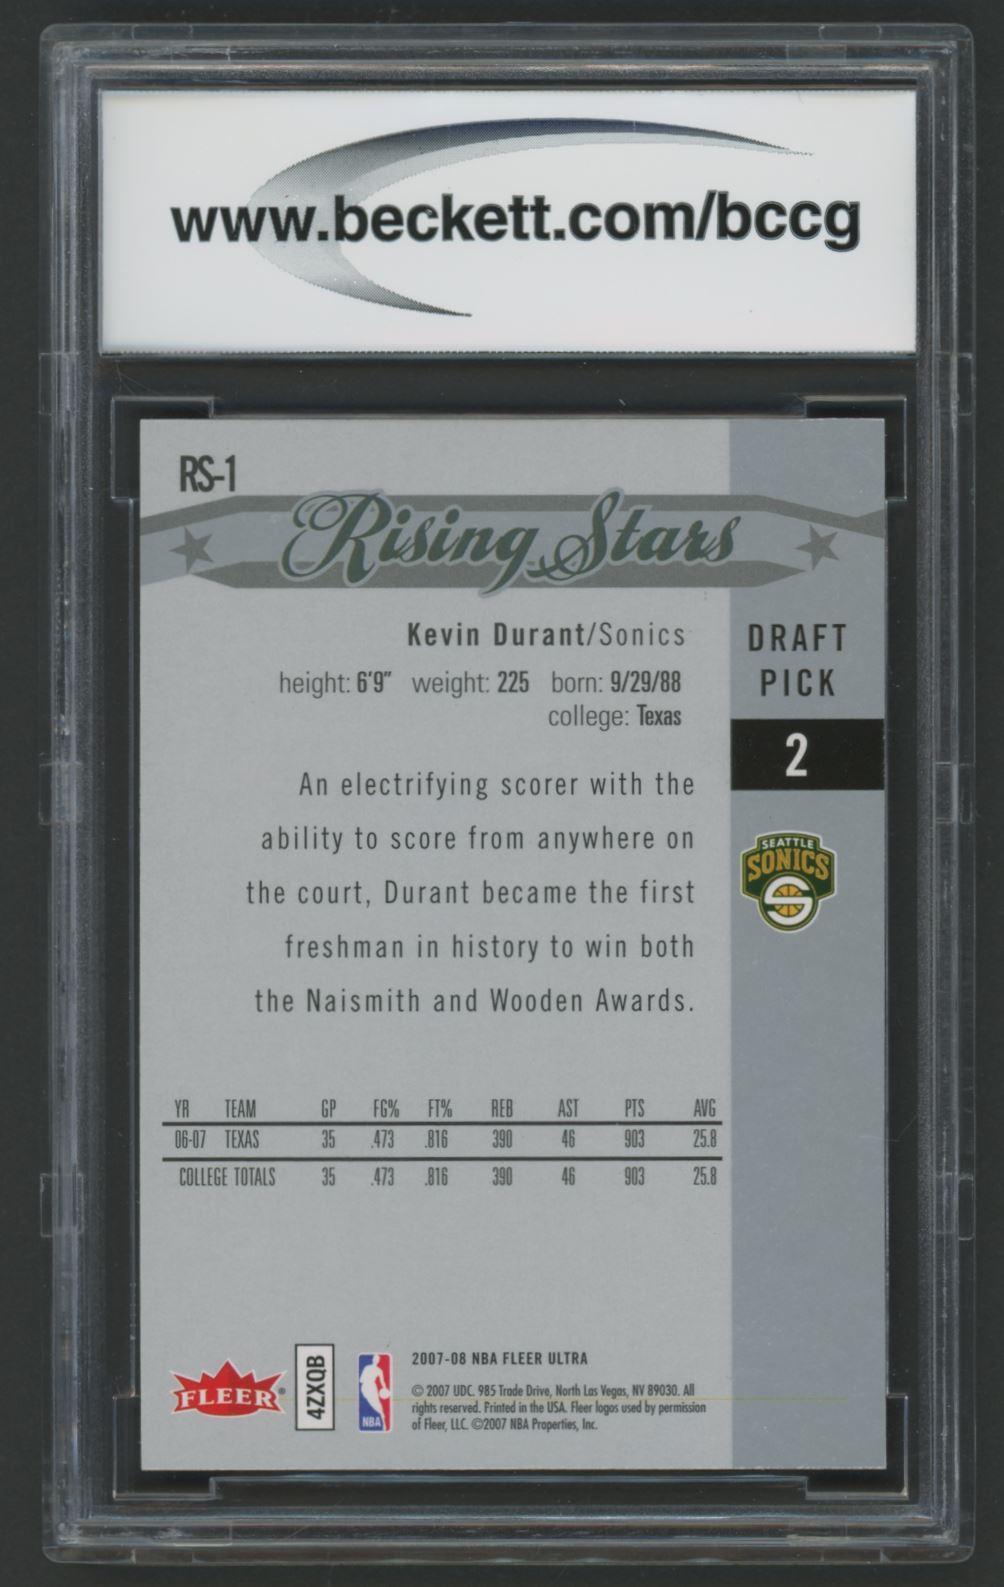 www.beckett.com/bccg
RS-1
Rising Stars
Kevin Durant/Sonics
height: 6'9" weight: 225 born: 9/29/88
college: Texas
DRAFT
PICK
2
SEATTLE
SONICS
S
An electrifying scorer with the
ability to score from anywhere on
the court, Durant became the first
freshman in history to win both
the Naismith and Wooden Awards.
YR TEAM GP FG% FT% REB AST PTS AVG
06-07 TEXAS 35 .473 .816 390 46 903 25.8
COLLEGE TOTALS 35 .473 .816 390 46 903 25.8
FLEER®
4ZXQB
NBA
2007-08 NBA FLEER ULTRA
© 2007 UDC. 985 Trade Drive, North Las Vegas, NV 89030. All
rights reserved. Printed in the USA. Fleer logos used by permission
of Fleer, LLC. ©2007 NBA Properties, Inc.